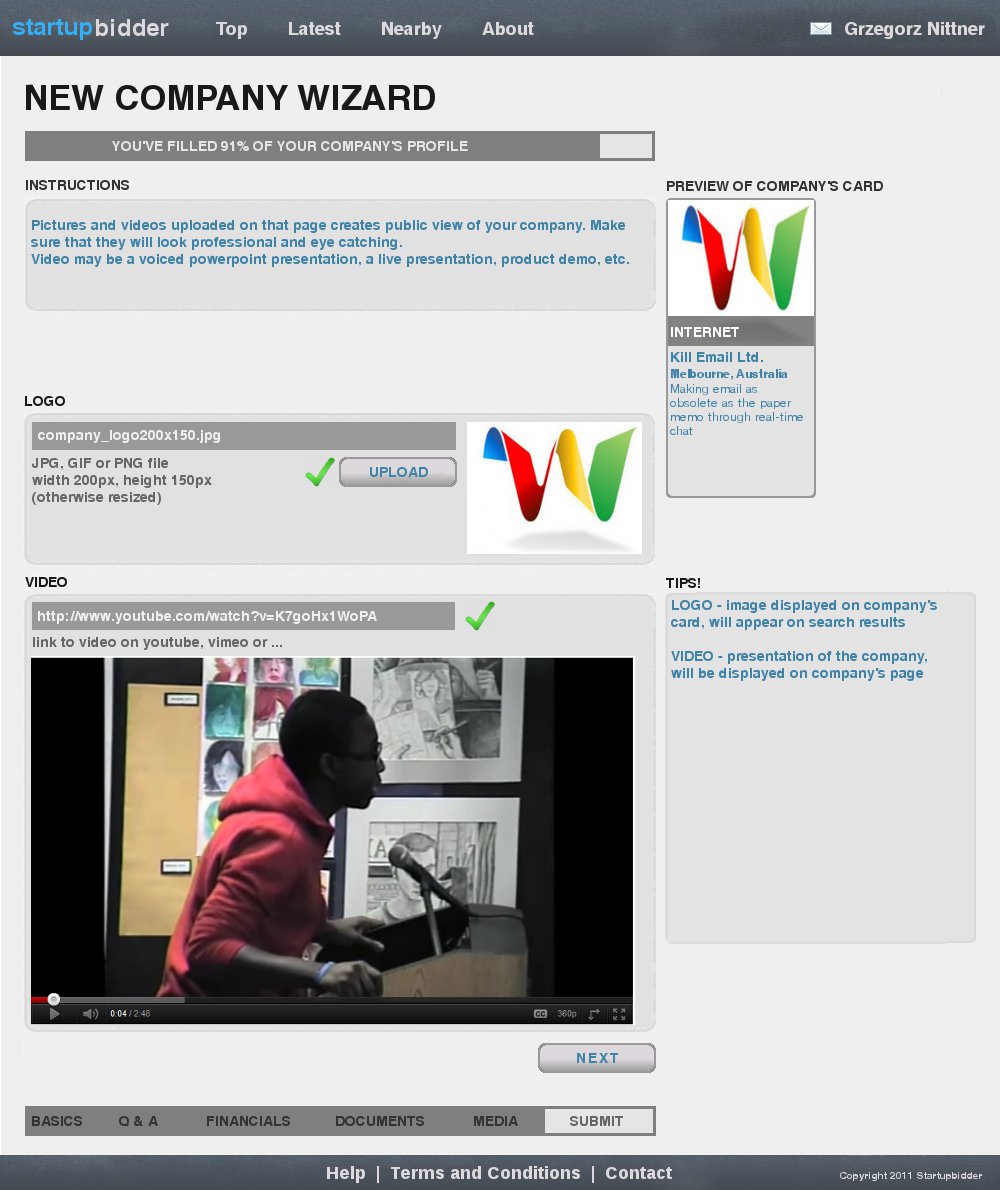 startupbidder Top Latest Nearby About Grzegorz Nittner
NEW COMPANY WIZARD
YOU'VE FILLED 91% OF YOUR COMPANY'S PROFILE
INSTRUCTIONS
Pictures and videos uploaded on that page creates public view of your company. Make
sure that they will look professional and eye catching.
Video may be a voiced powerpoint presentation, a live presentation, product demo, etc.
PREVIEW OF COMPANY'S CARD
INTERNET
Kill Email Ltd.
Melbourne, Australia
Making email as
obsolete as the paper
memo through real-time
chat
LOGO
company_logo200x150.jpg
JPG, GIF or PNG file
width 200px, height 150px
(otherwise resized)
UPLOAD
VIDEO
http://www.youtube.com/watch?v=K7goHx1WoPA
link to video on youtube, vimeo or ...
0:04 / 2:48
CC 360p
TIPS!
LOGO - image displayed on company's
card, will appear on search results
VIDEO - presentation of the company,
will be displayed on company's page
NEXT
BASICS Q & A FINANCIALS DOCUMENTS MEDIA SUBMIT
Help | Terms and Conditions | Contact
Copyright 2011 Startupbidder